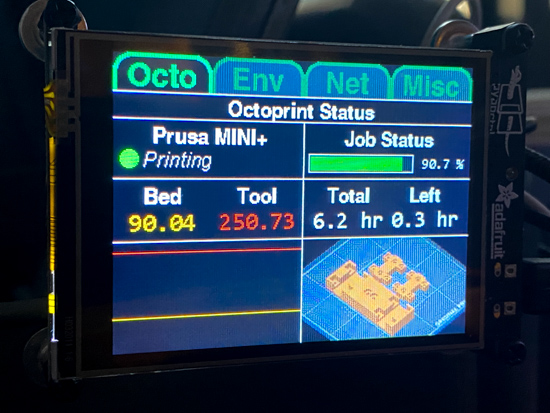 Octo Env Net Misc
Octoprint Status
Prusa MINI+
Printing
Job Status
90.7 %
Bed Tool
90.04 250.73
Total Left
6.2 hr 0.3 hr
PyPortal
adafruit